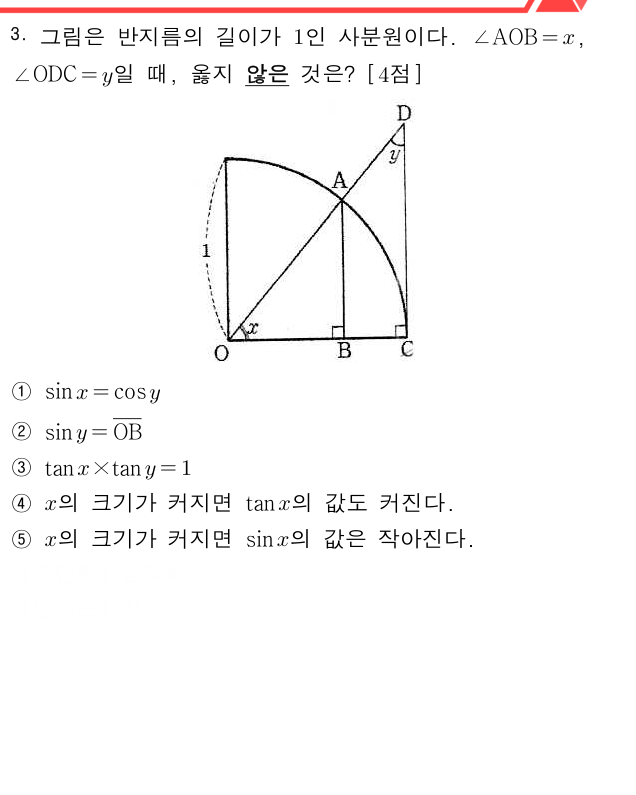 3. 그림은 반지름의 길이가 1인 사분원이다. ∠AOB=x,
∠ODC=y일 때, 옳지 않은 것은? [4점]
D
y
A
1
x
O
B
C
① sin x = cos y
② sin y = \overline{OB}
③ tan x × tan y = 1
④ x의 크기가 커지면 tan x의 값도 커진다.
⑤ x의 크기가 커지면 sin x의 값은 작아진다.